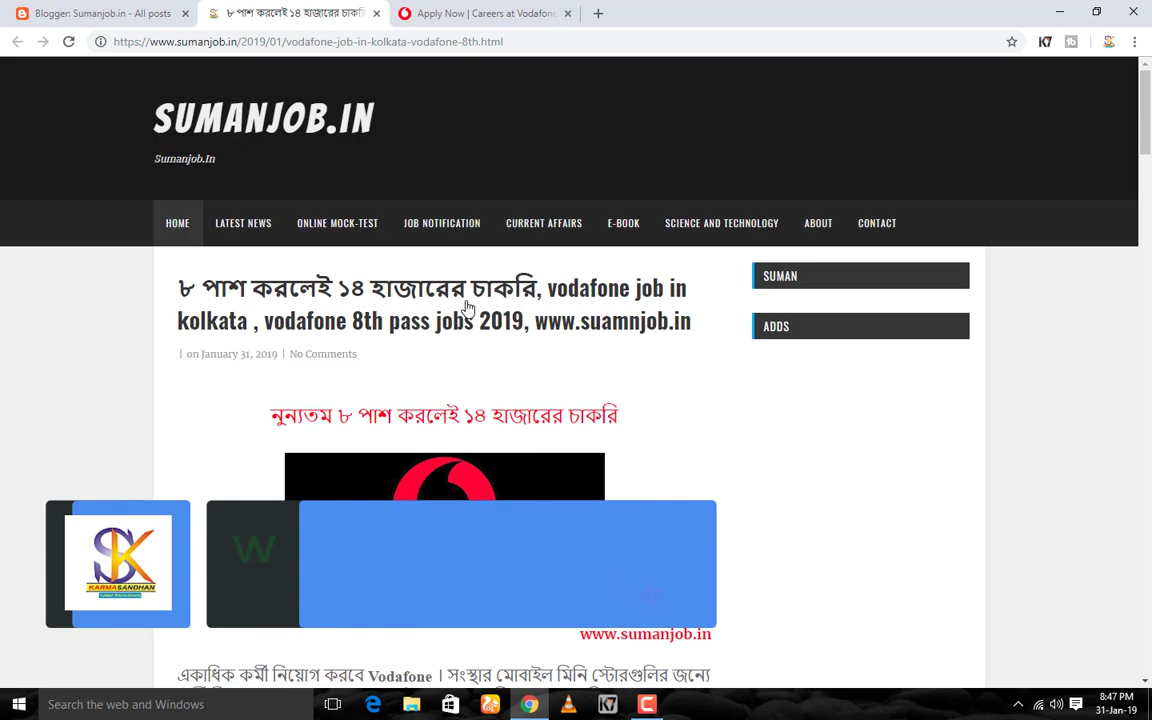 Blogger: Sumanjob.in - All posts
৮ পাশ করলেই ১৪ হাজারের চাকরি
Apply Now | Careers at Vodafone
https://www.sumanjob.in/2019/01/vodafone-job-in-kolkata-vodafone-8th.html
SUMANJOB.IN
Sumanjob.In
HOME
LATEST NEWS
ONLINE MOCK-TEST
JOB NOTIFICATION
CURRENT AFFAIRS
E-BOOK
SCIENCE AND TECHNOLOGY
ABOUT
CONTACT
৮ পাশ করলেই ১৪ হাজারের চাকরি, vodafone job in
kolkata , vodafone 8th pass jobs 2019, www.suamnjob.in
| on January 31, 2019 | No Comments
SUMAN
ADDS
নুন্যতম ৮ পাশ করলেই ১৪ হাজারের চাকরি
W
SK
KARMASANDHAN
www.sumanjob.in
একাধিক কর্মী নিয়োগ করবে Vodafone । সংস্থার মোবাইল মিনি স্টোরগুলির জন্যে
Search the web and Windows
8:47 PM
31-Jan-19